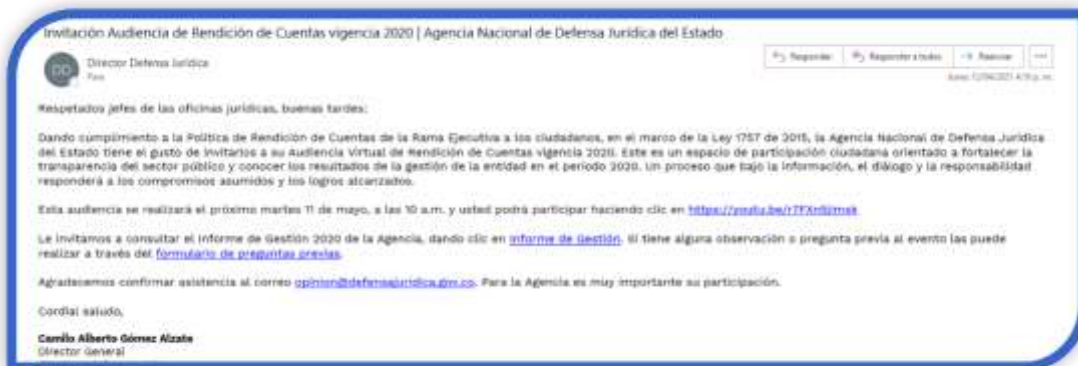 Invitación Audiencia de Rendición de Cuentas vigencia 2020 | Agencia Nacional de Defensa Jurídica del Estado
DD
Director Defensa Jurídica
Para
Responder
Responder a todos
Reenviar
Respetados jefes de las oficinas jurídicas, buenas tardes:
Dando cumplimiento a la Política de Rendición de Cuentas de la Rama Ejecutiva a los ciudadanos, en el marco de la Ley 1757 de 2015, la Agencia Nacional de Defensa Jurídica
del Estado tiene el gusto de invitarlos a su Audiencia Virtual de Rendición de Cuentas vigencia 2020. Este es un espacio de participación ciudadana orientado a fortalecer la
transparencia del sector público y conocer los resultados de la gestión de la entidad en el periodo 2020. Un proceso que bajo la información, el diálogo y la responsabilidad
responderá a los compromisos asumidos y los logros alcanzados.
Esta audiencia se realizará el próximo martes 11 de mayo, a las 10 a.m. y usted podrá participar haciendo clic en
Le invitamos a consultar el Informe de Gestión 2020 de la Agencia, dando clic en Informe de Gestión. Si tiene alguna observación o pregunta previa al evento las puede
realizar a través del formulario de preguntas previas.
Agradecemos confirmar asistencia al correo opinion@defensajuridica.gov.co. Para la Agencia es muy importante su participación.
Cordial saludo,
Camilo Alberto Gómez Alzate
Director General